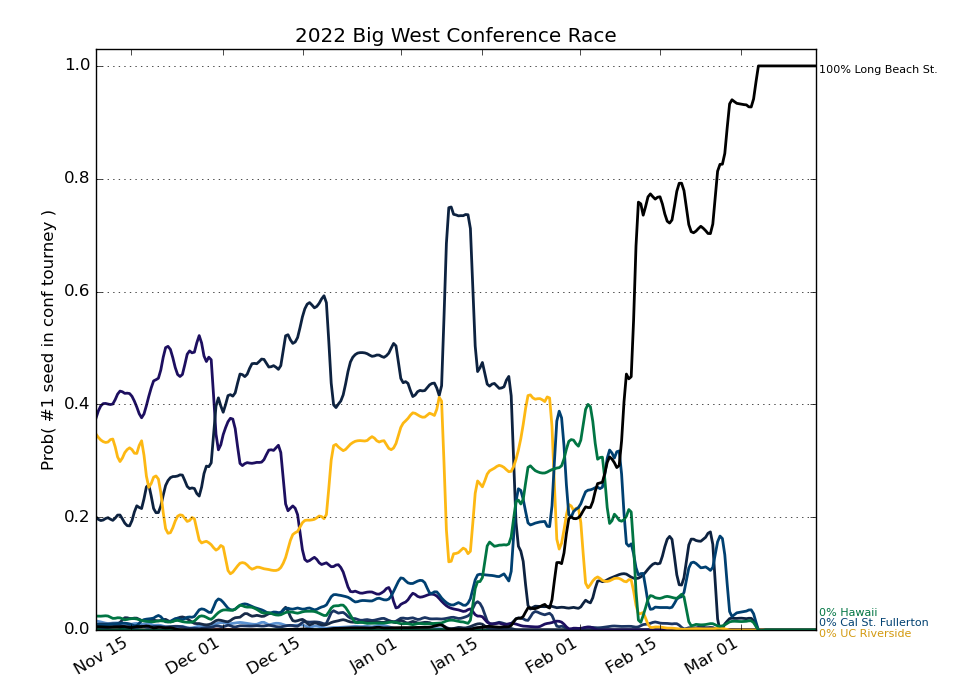 2022 Big West Conference Race
Prob( #1 seed in conf tourney )
1.0
0.8
0.6
0.4
0.2
0.0
100% Long Beach St.
0% Hawaii
0% Cal St. Fullerton
0% UC Riverside
Nov 15
Dec 01
Dec 15
Jan 01
Jan 15
Feb 01
Feb 15
Mar 01